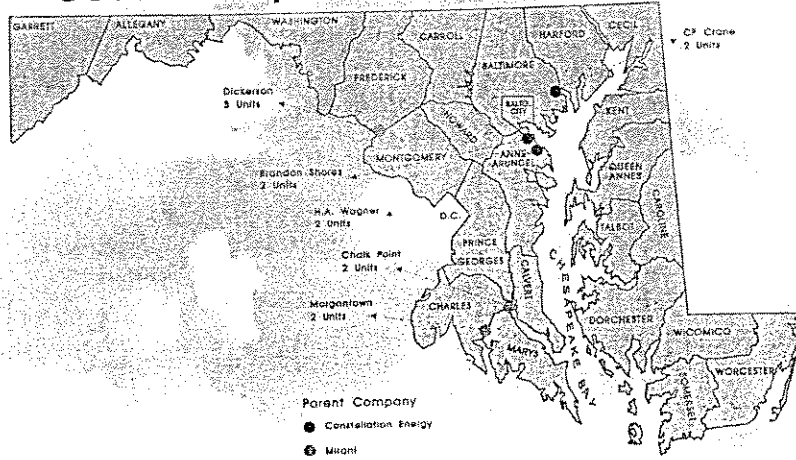 GARRETT
ALLEGANY
WASHINGTON
CARROLL
HARFORD
CECIL
CP Crane
2 Units
FREDERICK
BALTIMORE
Dickerson
3 Units
BALTO.
CITY
KENT
HOWARD
MONTGOMERY
ANNE
ARUNDEL
QUEEN
ANNES
Brandon Shores
2 Units
CAROLINE
H.A. Wagner
2 Units
D.C.
TALBOT
PRINCE
GEORGES
Chalk Point
2 Units
CALVERT
CHESAPEAKE BAY
Morgantown
2 Units
CHARLES
DORCHESTER
ST MARYS
WICOMICO
WORCESTER
SOMERSET
Parent Company
Constellation Energy
Mirant